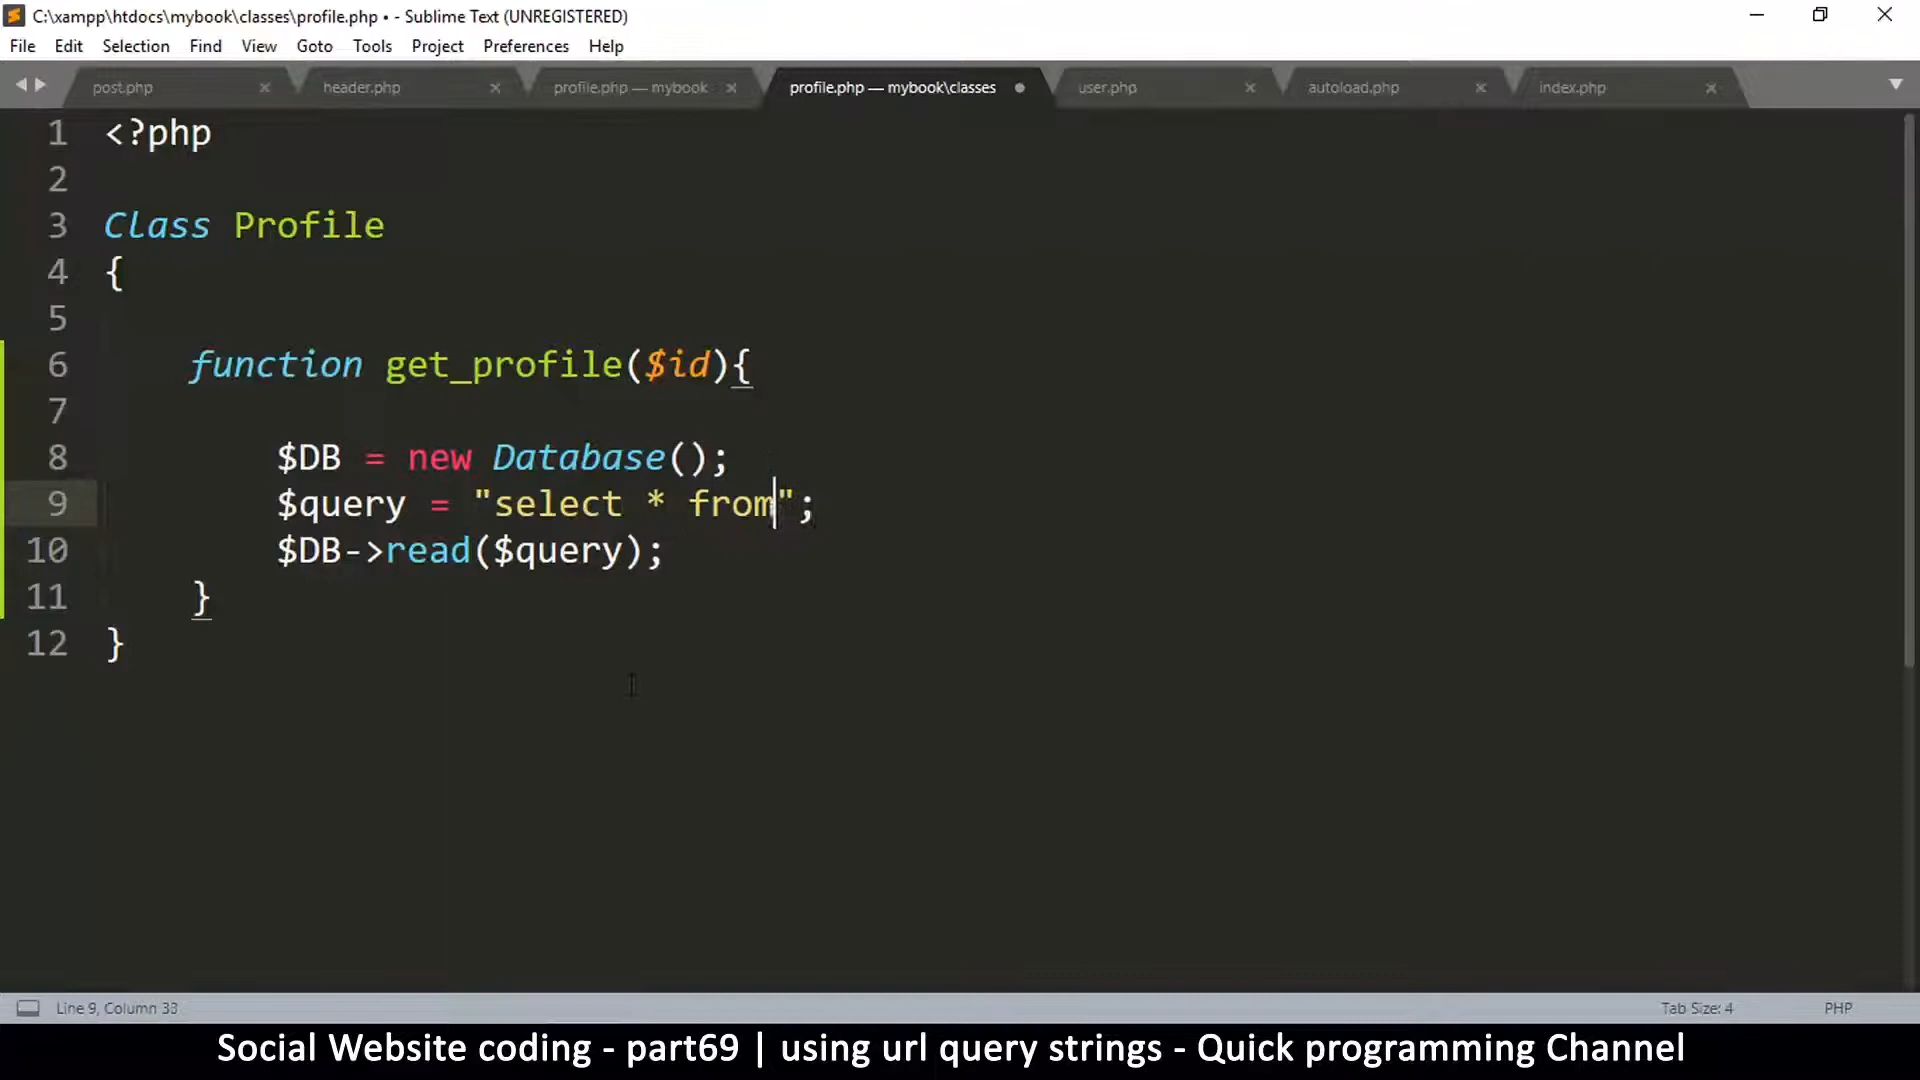 C:\xampp\htdocs\mybook\classes\profile.php • - Sublime Text (UNREGISTERED)
File Edit Selection Find View Goto Tools Project Preferences Help
post.php header.php profile.php — mybook profile.php — mybook\classes user.php autoload.php index.php
1 <?php
2
3 Class Profile
4 {
5
6 function get_profile($id){
7
8 $DB = new Database();
9 $query = "select * from";
10 $DB->read($query);
11 }
12 }
Line 9, Column 33 Tab Size: 4 PHP
Social Website coding - part69 | using url query strings - Quick programming Channel